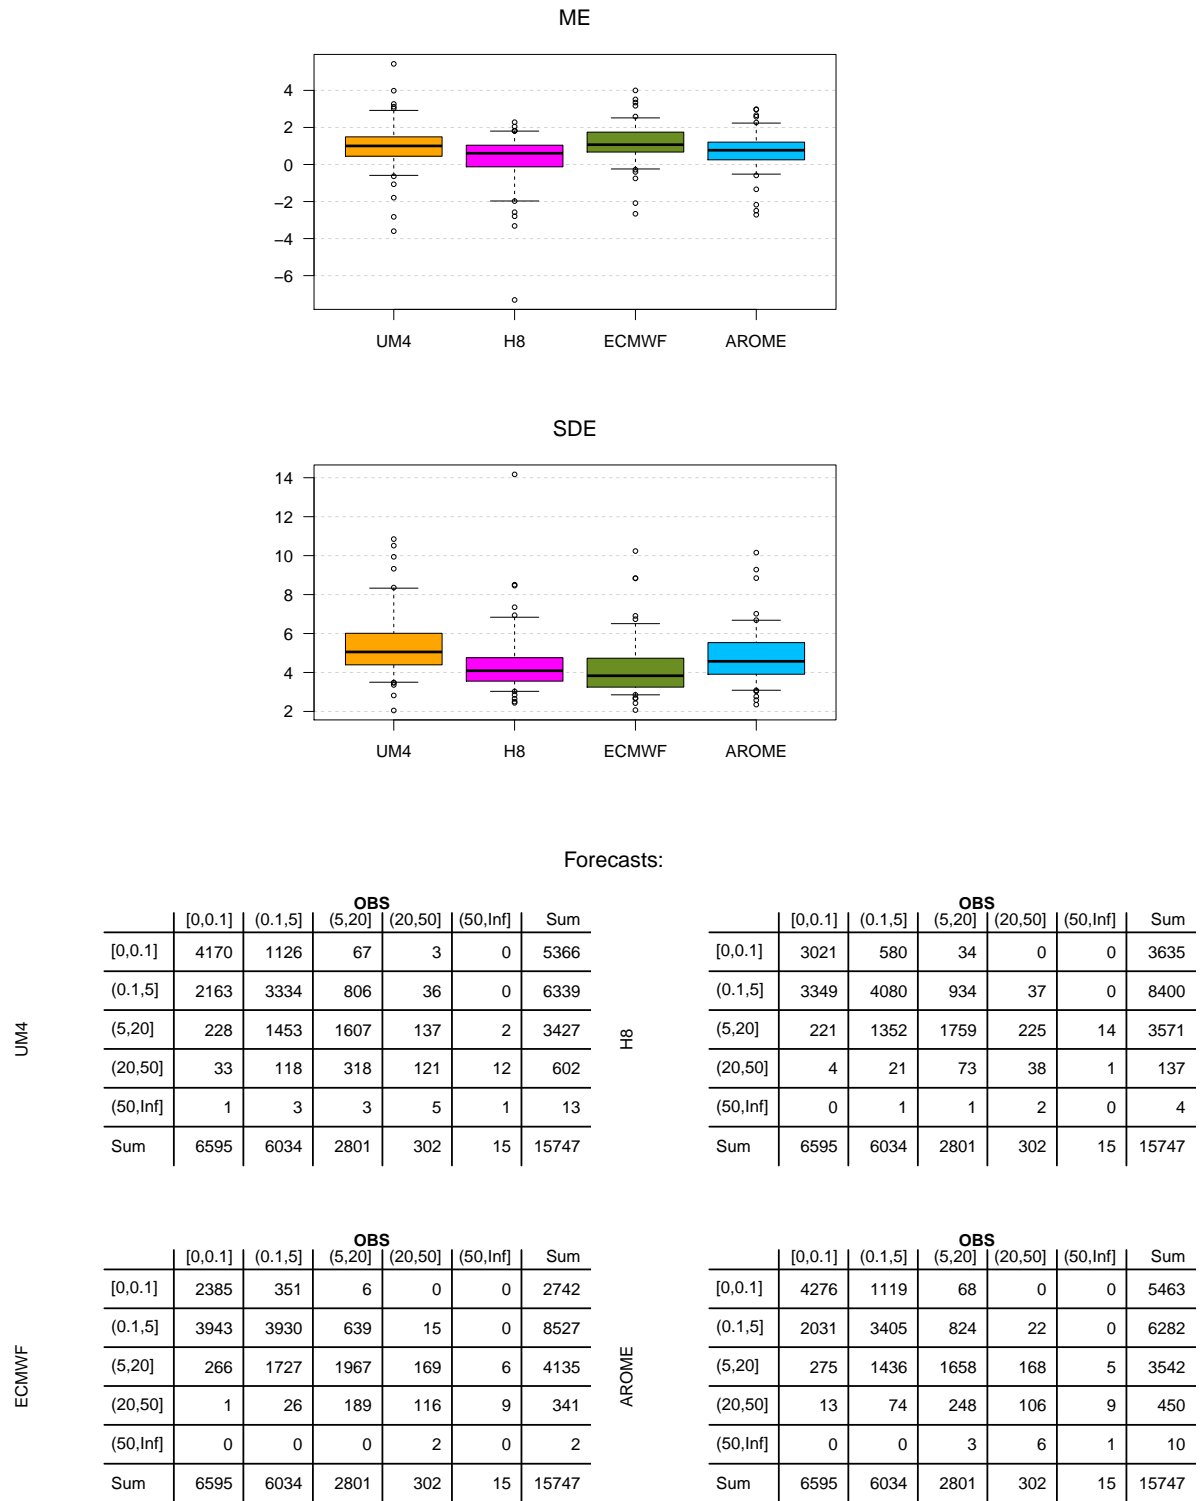 ME
4
2
0
−2
−4
−6
UM4 H8 ECMWF AROME
SDE
14
12
10
8
6
4
2
UM4 H8 ECMWF AROME
Forecasts:
UM4
OBS
[0,0.1] (0.1,5] (5,20] (20,50] (50,Inf] Sum
[0,0.1] 4170 1126 67 3 0 5366
(0.1,5] 2163 3334 806 36 0 6339
(5,20] 228 1453 1607 137 2 3427
(20,50] 33 118 318 121 12 602
(50,Inf] 1 3 3 5 1 13
Sum 6595 6034 2801 302 15 15747
H8
OBS
[0,0.1] (0.1,5] (5,20] (20,50] (50,Inf] Sum
[0,0.1] 3021 580 34 0 0 3635
(0.1,5] 3349 4080 934 37 0 8400
(5,20] 221 1352 1759 225 14 3571
(20,50] 4 21 73 38 1 137
(50,Inf] 0 1 1 2 0 4
Sum 6595 6034 2801 302 15 15747
ECMWF
OBS
[0,0.1] (0.1,5] (5,20] (20,50] (50,Inf] Sum
[0,0.1] 2385 351 6 0 0 2742
(0.1,5] 3943 3930 639 15 0 8527
(5,20] 266 1727 1967 169 6 4135
(20,50] 1 26 189 116 9 341
(50,Inf] 0 0 0 2 0 2
Sum 6595 6034 2801 302 15 15747
AROME
OBS
[0,0.1] (0.1,5] (5,20] (20,50] (50,Inf] Sum
[0,0.1] 4276 1119 68 0 0 5463
(0.1,5] 2031 3405 824 22 0 6282
(5,20] 275 1436 1658 168 5 3542
(20,50] 13 74 248 106 9 450
(50,Inf] 0 0 3 6 1 10
Sum 6595 6034 2801 302 15 15747